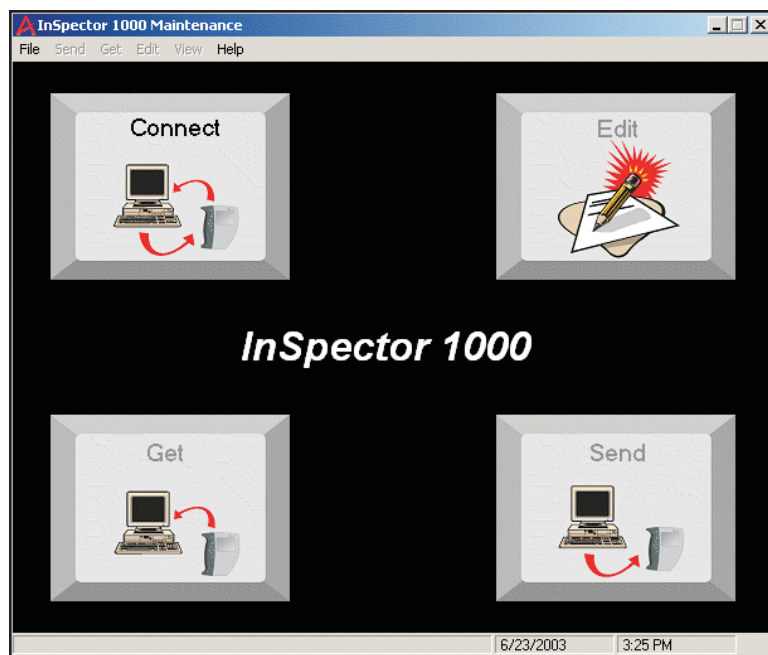 InSpector 1000 Maintenance
File Send Get Edit View Help
Connect
Edit
InSpector 1000
Get
Send
6/23/2003 3:25 PM